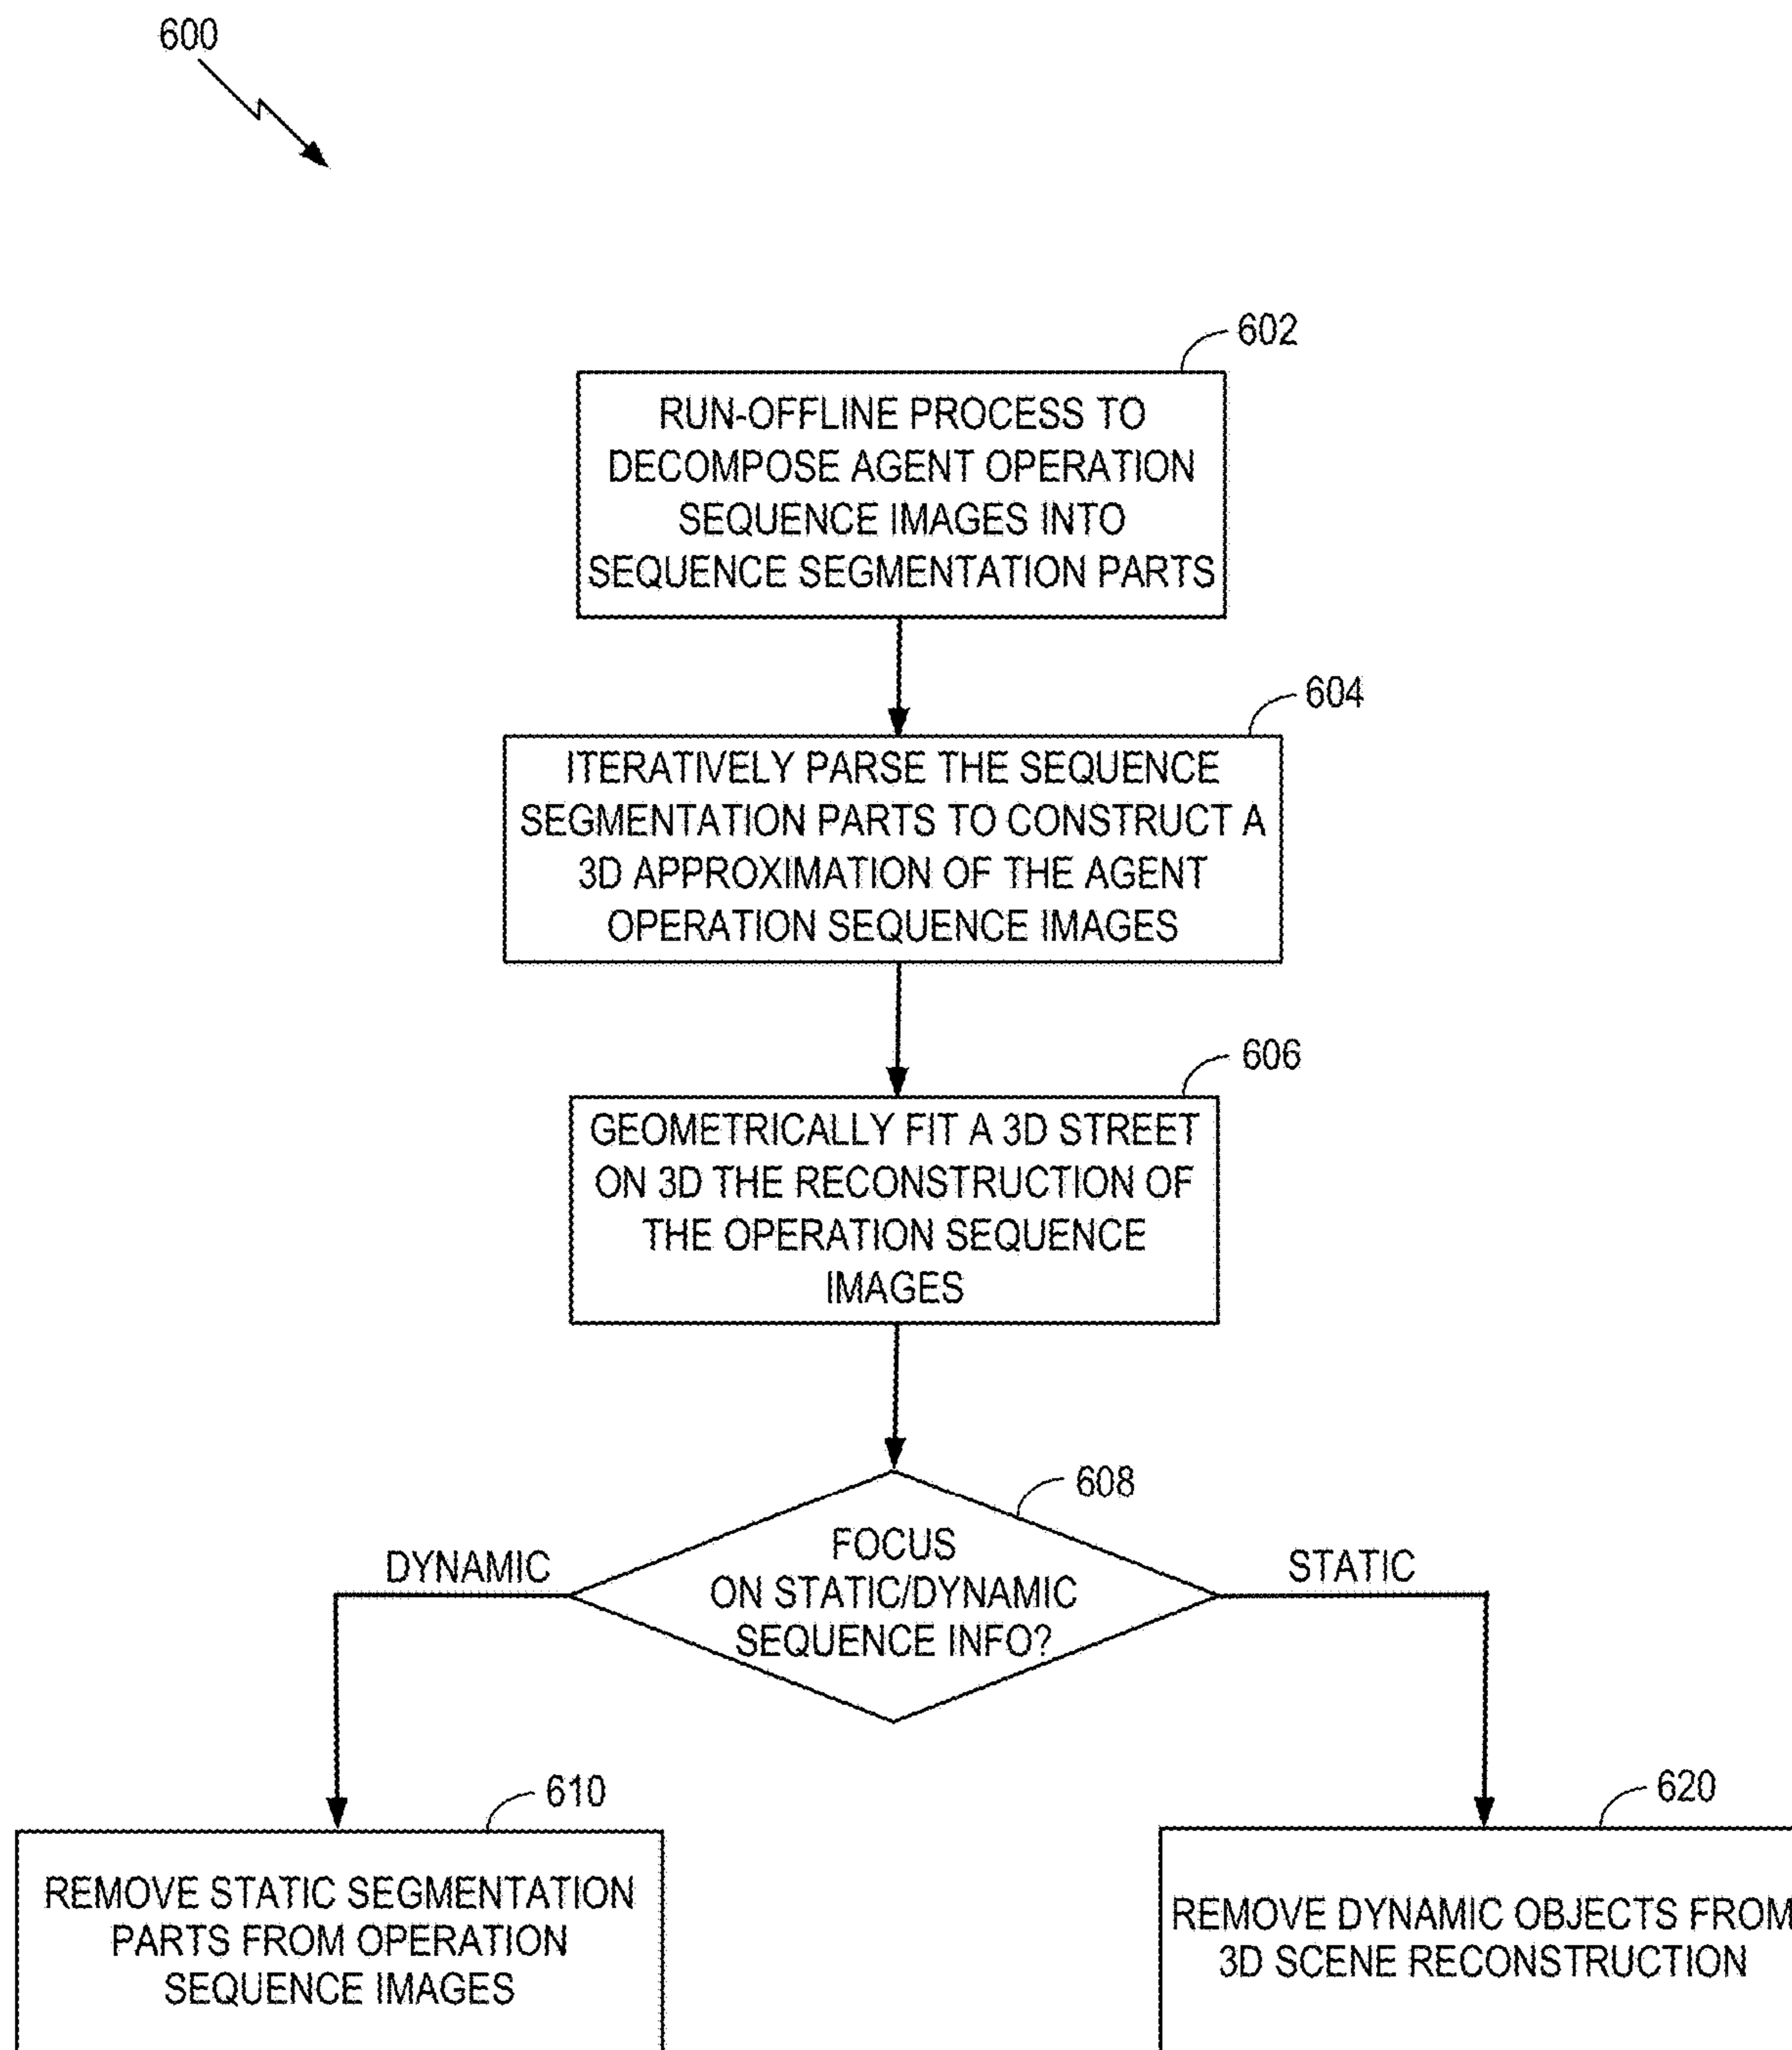 600
602
RUN-OFFLINE PROCESS TO
DECOMPOSE AGENT OPERATION
SEQUENCE IMAGES INTO
SEQUENCE SEGMENTATION PARTS
604
ITERATIVELY PARSE THE SEQUENCE
SEGMENTATION PARTS TO CONSTRUCT A
3D APPROXIMATION OF THE AGENT
OPERATION SEQUENCE IMAGES
606
GEOMETRICALLY FIT A 3D STREET
ON 3D THE RECONSTRUCTION OF
THE OPERATION SEQUENCE
IMAGES
608
FOCUS
ON STATIC/DYNAMIC
SEQUENCE INFO?
DYNAMIC
STATIC
610
REMOVE STATIC SEGMENTATION
PARTS FROM OPERATION
SEQUENCE IMAGES
620
REMOVE DYNAMIC OBJECTS FROM
3D SCENE RECONSTRUCTION